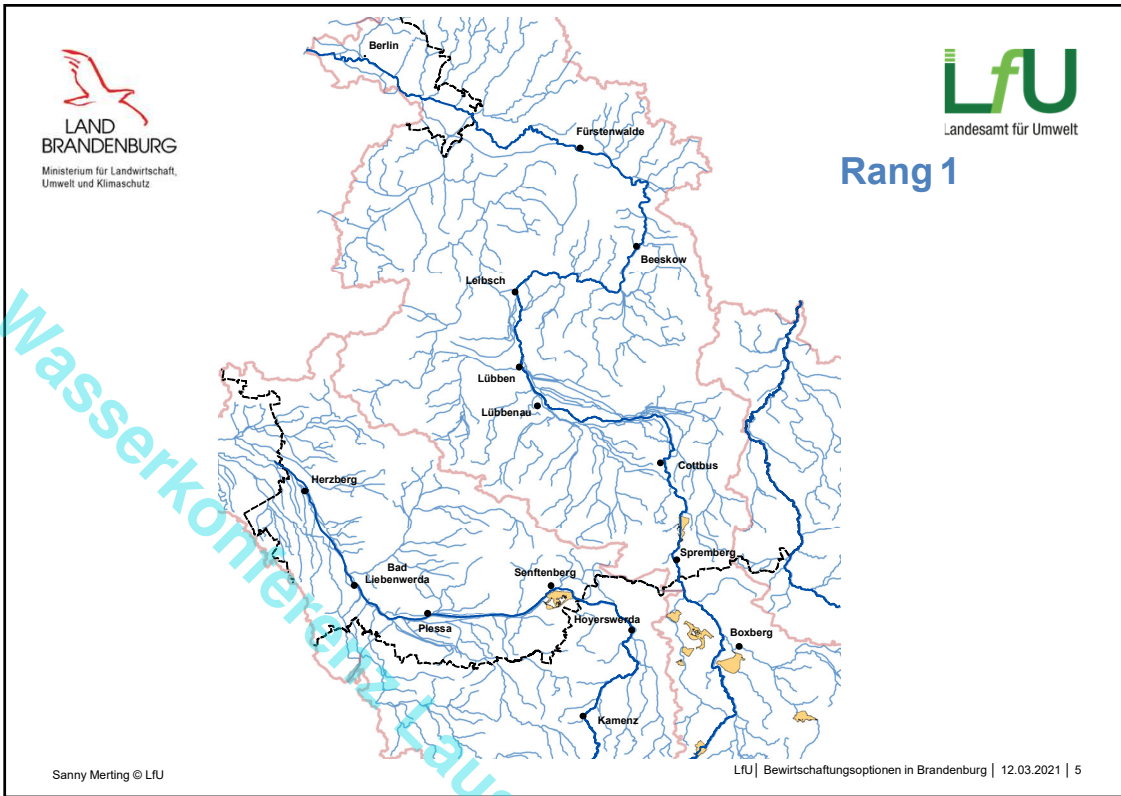 LAND
BRANDENBURG
Ministerium für Landwirtschaft,
Umwelt und Klimaschutz
LfU
Landesamt für Umwelt
Rang 1
Berlin
Fürstenwalde
Beeskow
Leibsch
Lübben
Lübbenau
Cottbus
Herzberg
Spremberg
Bad
Liebenwerda
Senftenberg
Plessa
Hoyerswerda
Boxberg
Kamenz
Wasserkonferenz Laus
Sanny Merting © LfU
LfU | Bewirtschaftungsoptionen in Brandenburg | 12.03.2021 | 5